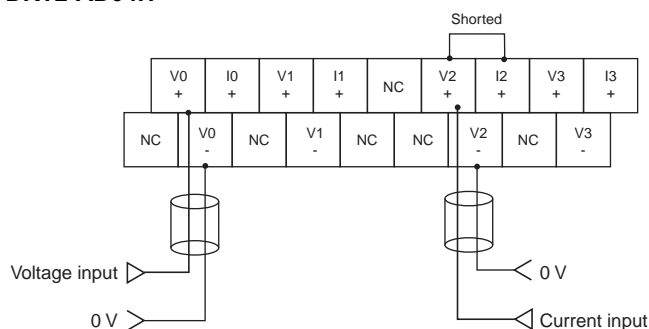 Shorted
V0 + I0 + V1 + I1 + NC V2 + I2 + V3 + I3 +
NC V0 - NC V1 - NC NC V2 - NC V3 -
Voltage input
0 V
0 V
Current input